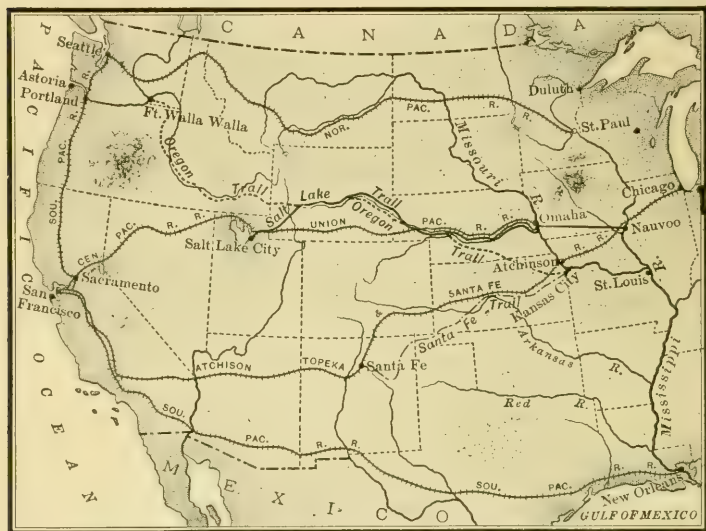 C A N A D A
PACIFIC OCEAN
Seattle
Astoria
Portland
PAC. R. R.
SOU.
Ft. Walla Walla
Oregon
Trail
NOR. PAC. R. R.
Missouri R.
Duluth
St. Paul
Chicago
Salt Lake Trail
Oregon
Trail
UNION PAC. R. R.
Omaha
Nauvoo
CEN. PAC. R. R.
Salt Lake City
Sacramento
San
Francisco
Atchinson
R. R.
Kansas City
St. Louis
SANTA FE
Santa Fe Trail
&
Arkansas R.
ATCHISON TOPEKA
Santa Fe
Red R.
Mississippi R.
SOU. PAC. R. R.
SOU. PAC. R. R.
New Orleans
M E X I C O
GULF OF MEXICO